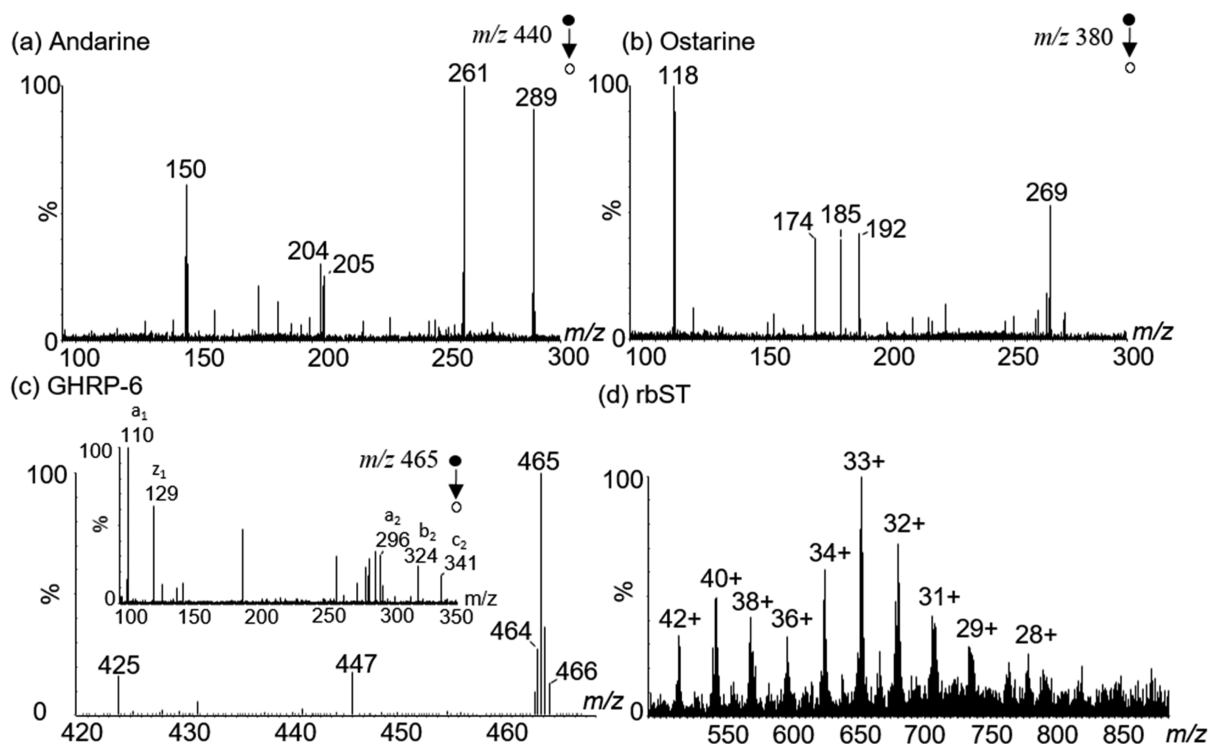 (a) Andarine
m/z 440
100
261
289
150
204
205
%
0
m/z
100 150 200 250 300
(b) Ostarine
m/z 380
100
118
174
185
192
269
%
0
m/z
100 150 200 250 300
(c) GHRP-6
100
465
464
466
447
425
%
0
m/z
420 430 440 450 460
m/z 465
100
a1
110
z1
129
a2
296
b2
324
c2
341
%
0
100 150 200 250 300 350 m/z
(d) rbST
100
33+
32+
34+
40+
38+
42+
36+
31+
29+
28+
%
0
550 600 650 700 750 800 850 m/z